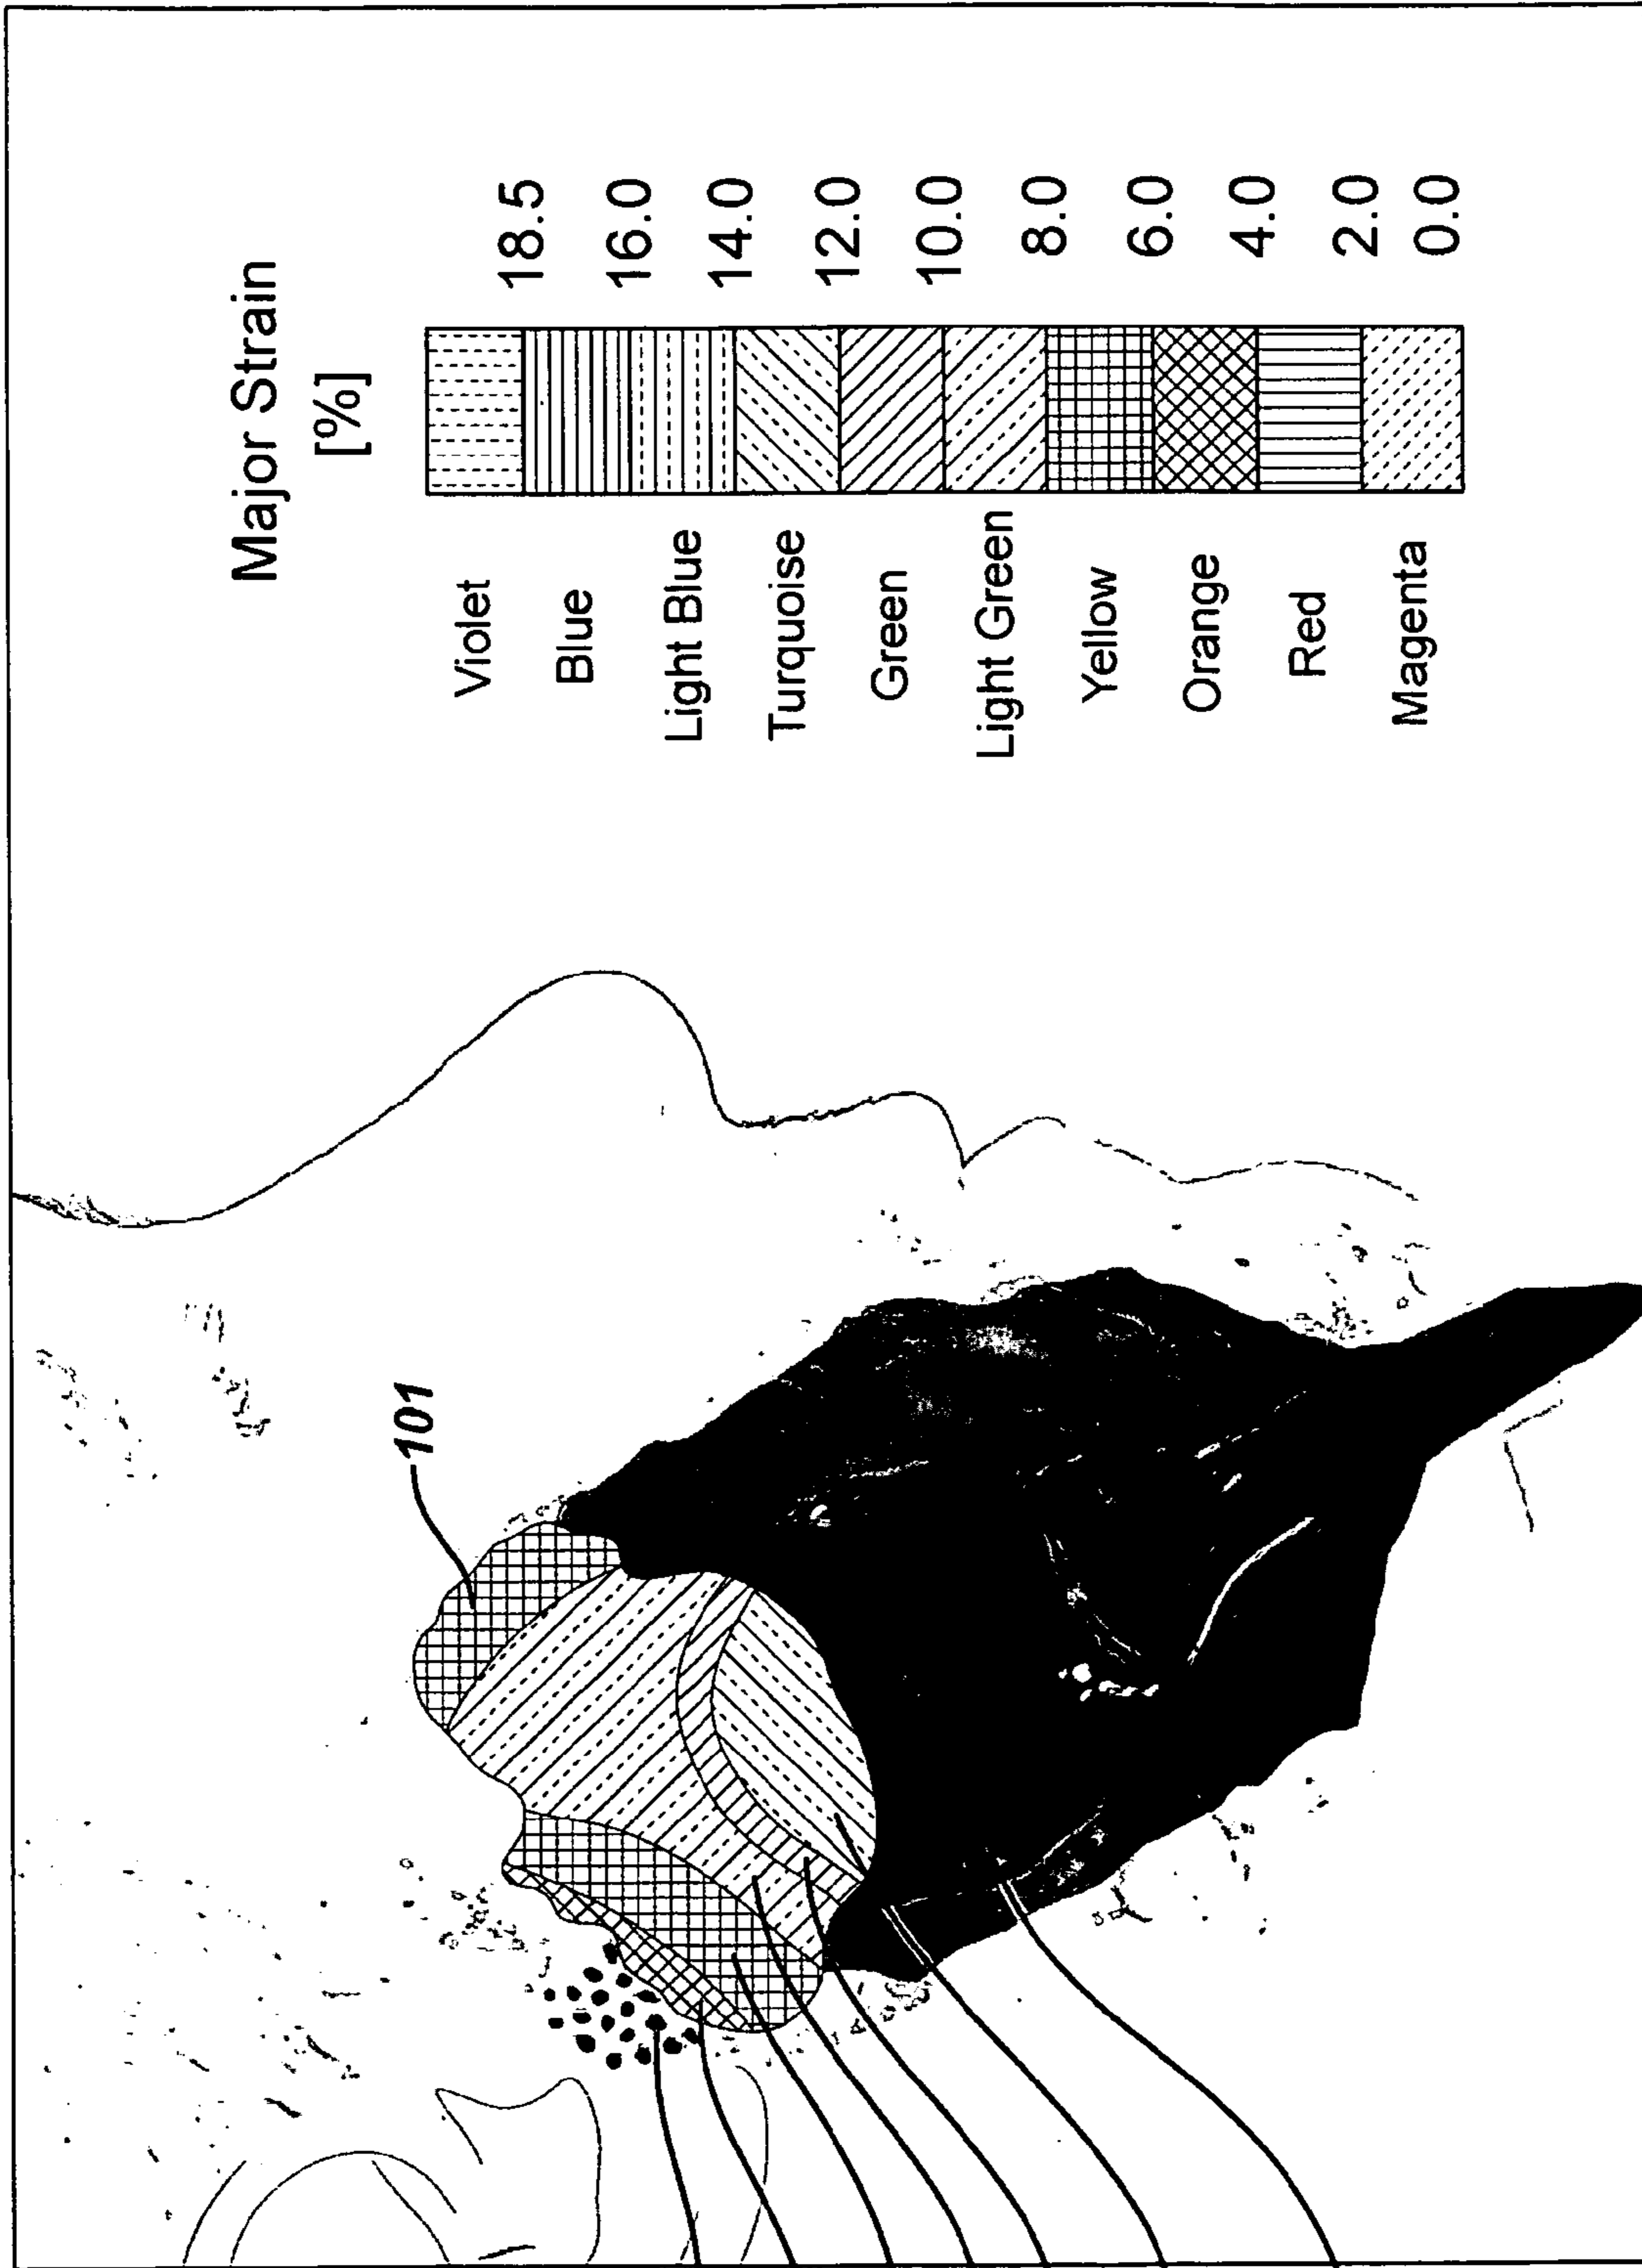 Major Strain
[%]
Violet
18.5
Blue
16.0
Light Blue
14.0
Turquoise
12.0
Green
10.0
Light Green
8.0
Yellow
6.0
Orange
4.0
Red
2.0
Magenta
0.0
101